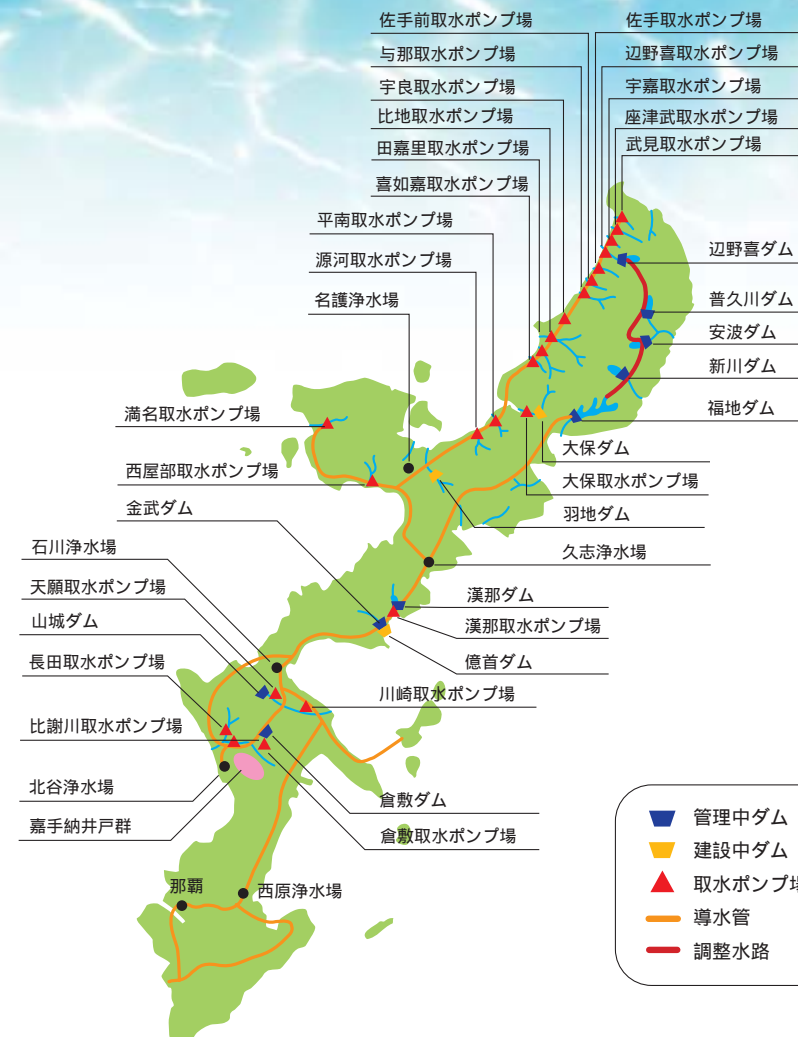 佐手前取水ポンプ場
与那取水ポンプ場
宇良取水ポンプ場
比地取水ポンプ場
田嘉里取水ポンプ場
喜如嘉取水ポンプ場
平南取水ポンプ場
源河取水ポンプ場
名護浄水場
佐手取水ポンプ場
辺野喜取水ポンプ場
宇嘉取水ポンプ場
座津武取水ポンプ場
武見取水ポンプ場
辺野喜ダム
普久川ダム
安波ダム
新川ダム
福地ダム
大保ダム
大保取水ポンプ場
羽地ダム
久志浄水場
満名取水ポンプ場
西屋部取水ポンプ場
金武ダム
石川浄水場
天願取水ポンプ場
山城ダム
長田取水ポンプ場
比謝川取水ポンプ場
北谷浄水場
嘉手納井戸群
漢那ダム
漢那取水ポンプ場
億首ダム
川崎取水ポンプ場
倉敷ダム
倉敷取水ポンプ場
那覇
西原浄水場
管理中ダム
建設中ダム
取水ポンプ場
導水管
調整水路